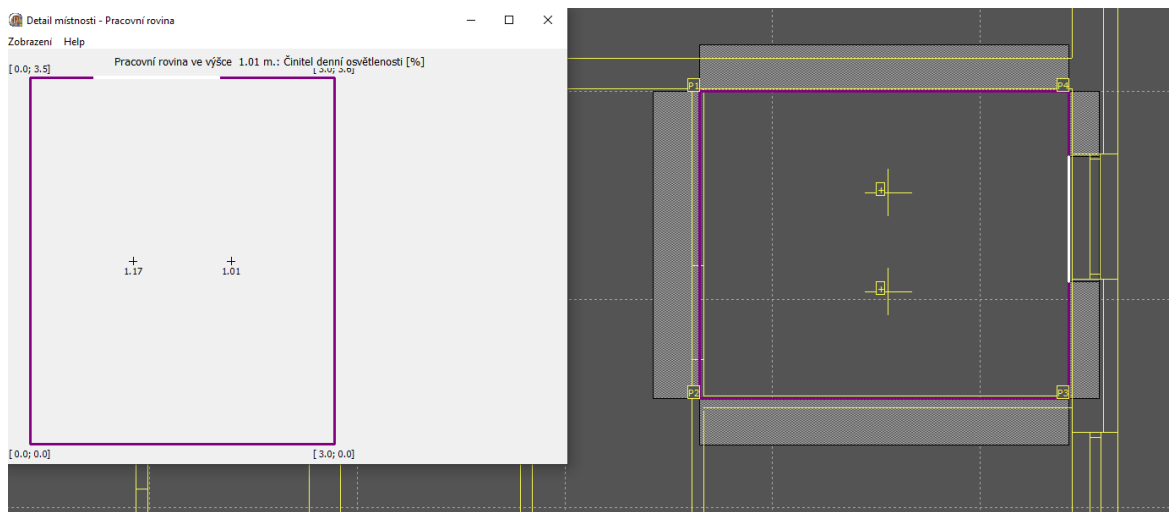 Detail místnosti - Pracovní rovina
Zobrazení Help
Pracovní rovina ve výšce 1.01 m.: Činitel denní osvětlenosti [%]
[ 0.0; 3.5]
1.17
1.01
[ 0.0; 0.0]
[ 3.0; 0.0]
P1
P4
P2
P3